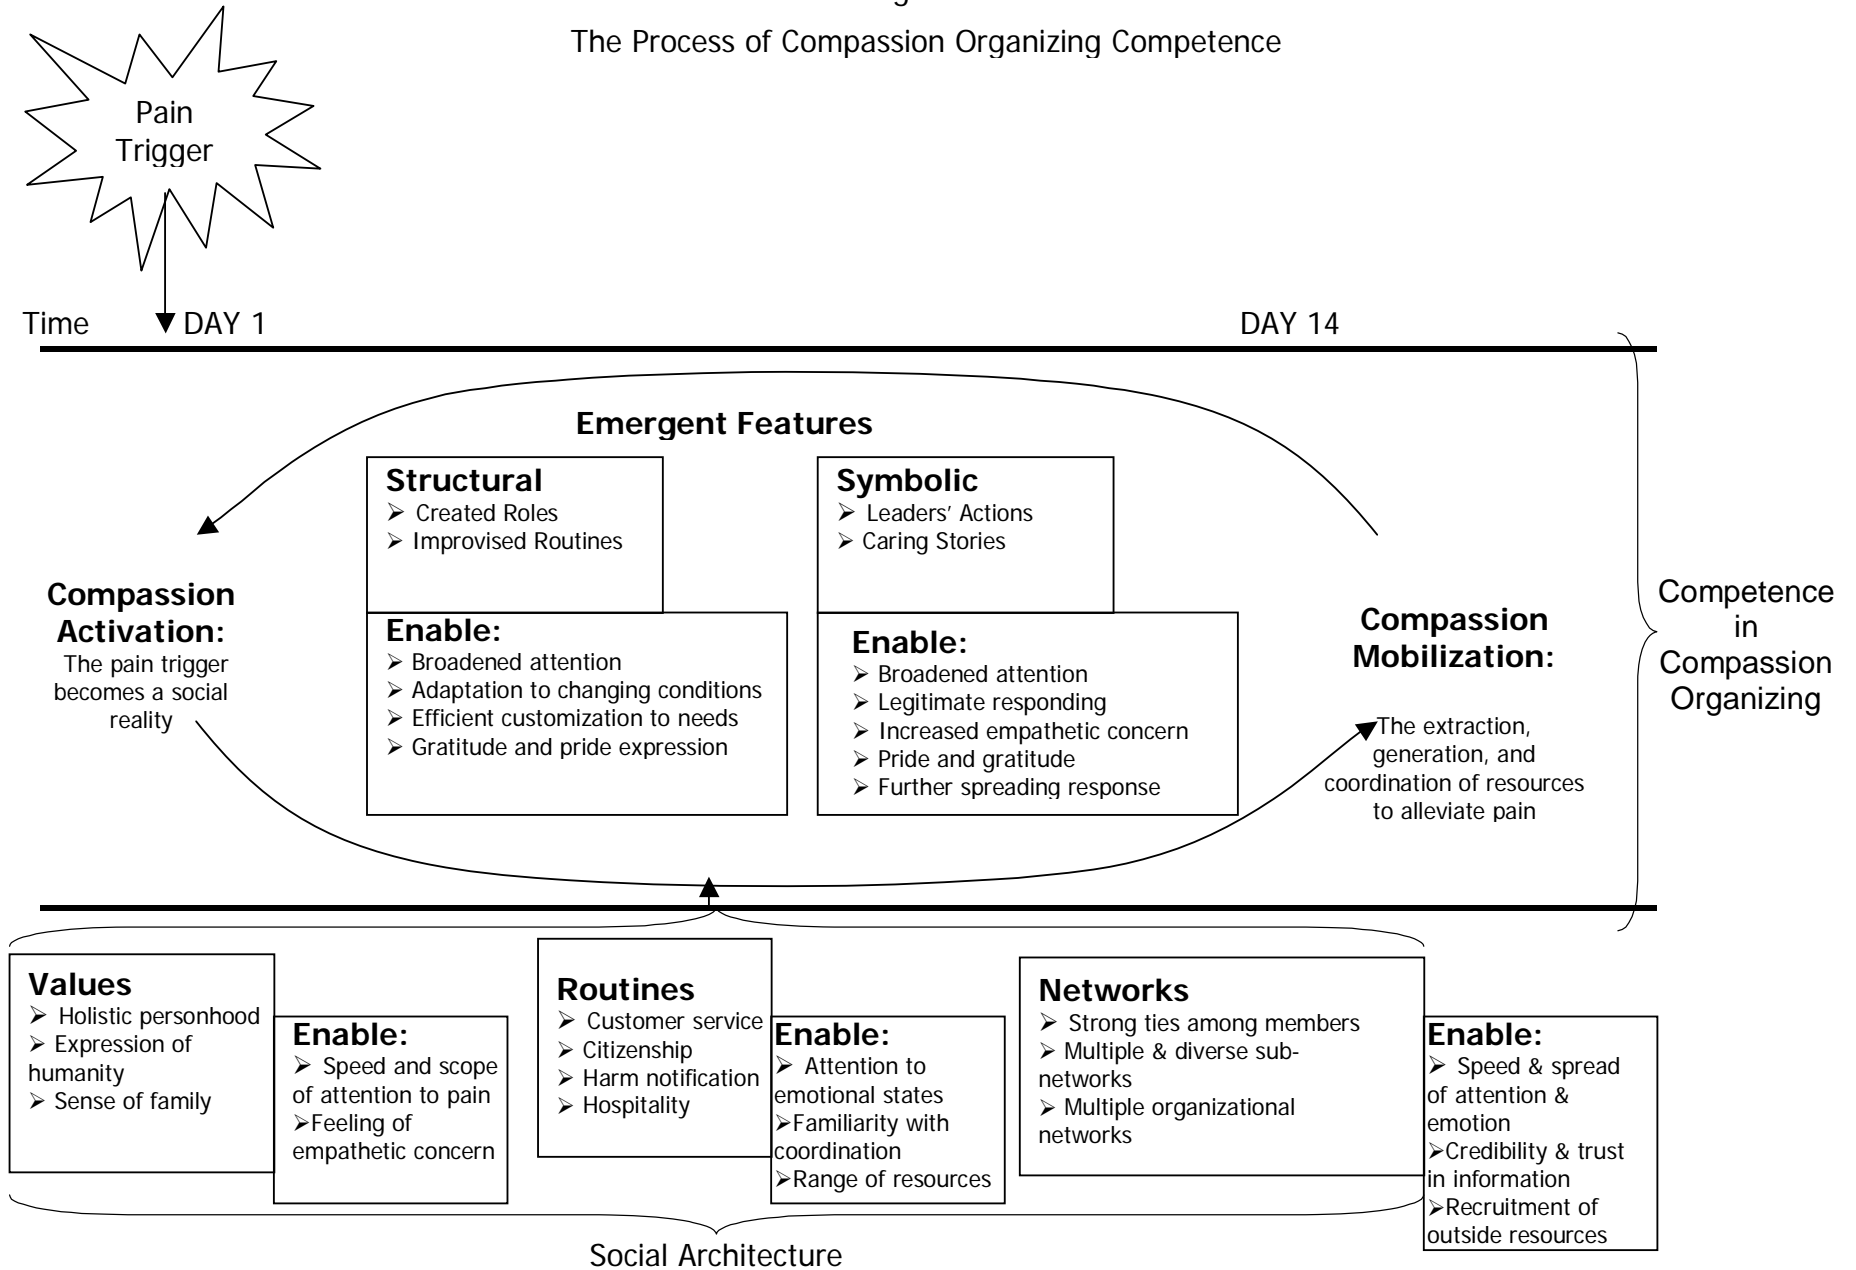 The Process of Compassion Organizing Competence
Pain
Trigger
Time
DAY 1
DAY 14
Emergent Features
Structural
➢ Created Roles
➢ Improvised Routines
Enable:
➢ Broadened attention
➢ Adaptation to changing conditions
➢ Efficient customization to needs
➢ Gratitude and pride expression
Symbolic
➢ Leaders' Actions
➢ Caring Stories
Enable:
➢ Broadened attention
➢ Legitimate responding
➢ Increased empathetic concern
➢ Pride and gratitude
➢ Further spreading response
Compassion
Activation:
The pain trigger
becomes a social
reality
Compassion
Mobilization:
The extraction,
generation, and
coordination of resources
to alleviate pain
Competence
in
Compassion
Organizing
Values
➢ Holistic personhood
➢ Expression of
humanity
➢ Sense of family
Enable:
➢ Speed and scope
of attention to pain
➢Feeling of
empathetic concern
Routines
➢ Customer service
➢ Citizenship
➢ Harm notification
➢ Hospitality
Enable:
➢ Attention to
emotional states
➢Familiarity with
coordination
➢Range of resources
Networks
➢ Strong ties among members
➢ Multiple & diverse sub-
networks
➢ Multiple organizational
networks
Enable:
➢ Speed & spread
of attention &
emotion
➢Credibility & trust
in information
➢Recruitment of
outside resources
Social Architecture